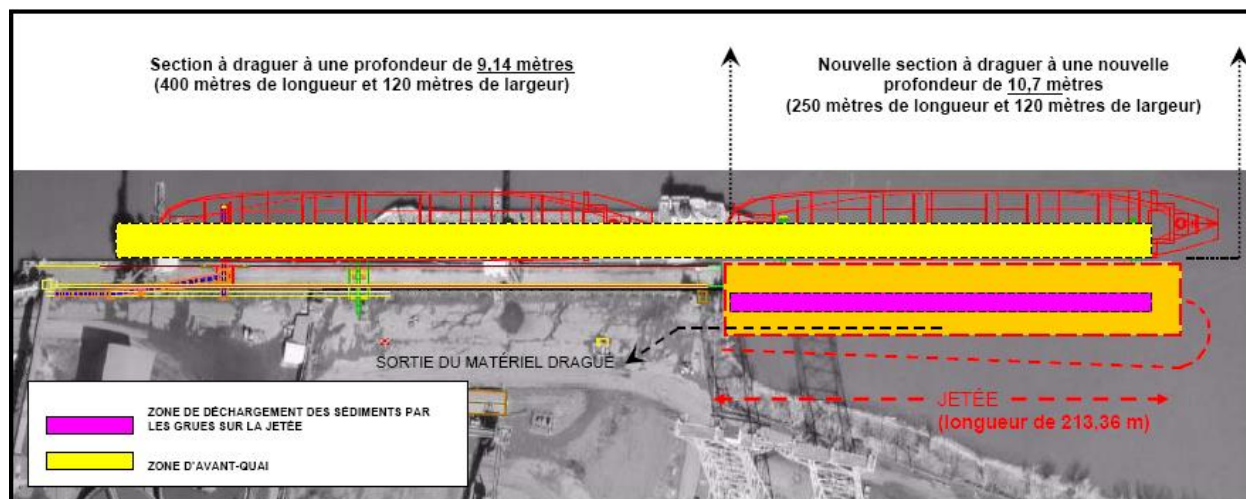 Section à draguer à une profondeur de 9,14 mètres
(400 mètres de longueur et 120 mètres de largeur)
Nouvelle section à draguer à une nouvelle
profondeur de 10,7 mètres
(250 mètres de longueur et 120 mètres de largeur)
SORTIE DU MATÉRIEL DRAGUÉ
JETÉE
(longueur de 213,36 m)
ZONE DE DÉCHARGEMENT DES SÉDIMENTS PAR
LES GRUES SUR LA JETÉE
ZONE D'AVANT-QUAI